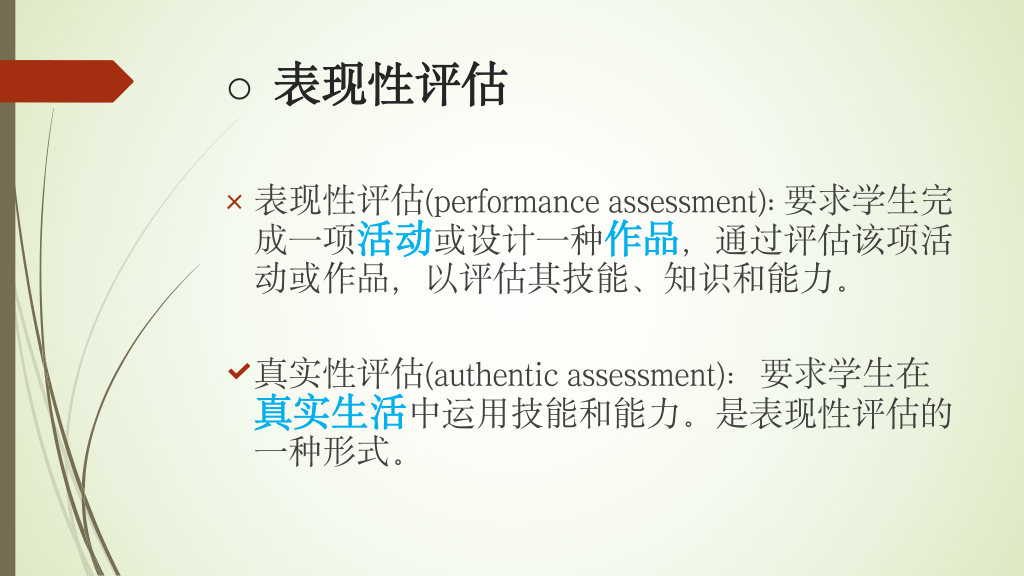 ○ 表现性评估
× 表现性评估(performance assessment): 要求学生完
成一项活动或设计一种作品，通过评估该项活
动或作品，以评估其技能、知识和能力。
✔真实性评估(authentic assessment)： 要求学生在
真实生活中运用技能和能力。是表现性评估的
一种形式。